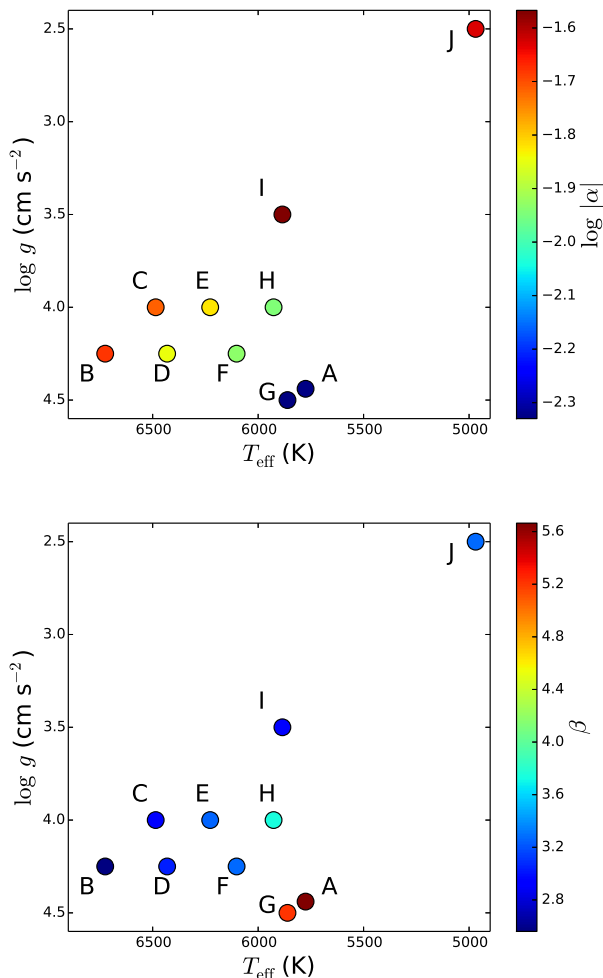 2.5
3.0
3.5
4.0
4.5
log g (cm s⁻²)
J
I
C E H
B D F G A
6500 6000 5500 5000
T_eff (K)
−1.6
−1.7
−1.8
−1.9
−2.0
−2.1
−2.2
−2.3
log |α|
2.5
3.0
3.5
4.0
4.5
log g (cm s⁻²)
J
I
C E H
B D F G A
6500 6000 5500 5000
T_eff (K)
5.6
5.2
4.8
4.4
4.0
3.6
3.2
2.8
β